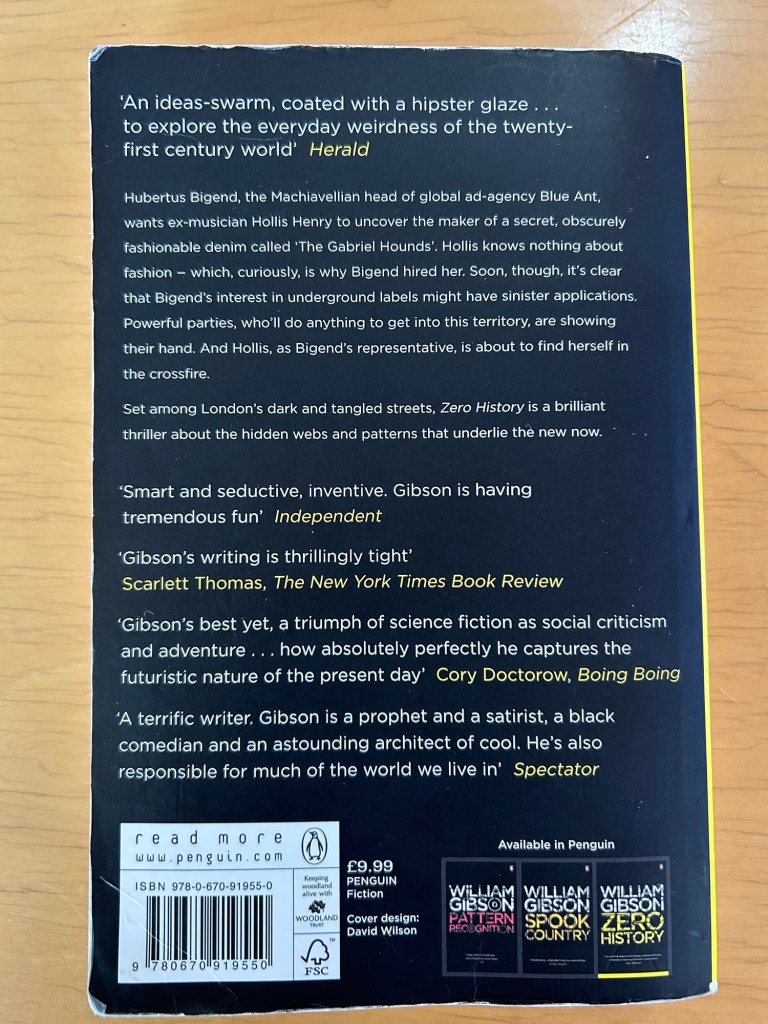 ‘An ideas-swarm, coated with a hipster glaze . . .
to explore the everyday weirdness of the twenty-
first century world’ Herald
Hubertus Bigend, the Machiavellian head of global ad-agency Blue Ant,
wants ex-musician Hollis Henry to uncover the maker of a secret, obscurely
fashionable denim called ‘The Gabriel Hounds’. Hollis knows nothing about
fashion – which, curiously, is why Bigend hired her. Soon, though, it’s clear
that Bigend’s interest in underground labels might have sinister applications.
Powerful parties, who’ll do anything to get into this territory, are showing
their hand. And Hollis, as Bigend’s representative, is about to find herself in
the crossfire.
Set among London’s dark and tangled streets, Zero History is a brilliant
thriller about the hidden webs and patterns that underlie the new now.
‘Smart and seductive, inventive. Gibson is having
tremendous fun’ Independent
‘Gibson’s writing is thrillingly tight’
Scarlett Thomas, The New York Times Book Review
‘Gibson’s best yet, a triumph of science fiction as social criticism
and adventure . . . how absolutely perfectly he captures the
futuristic nature of the present day’ Cory Doctorow, Boing Boing
‘A terrific writer. Gibson is a prophet and a satirist, a black
comedian and an astounding architect of cool. He’s also
responsible for much of the world we live in’ Spectator
read more
www.penguin.com
ISBN 978-0-670-91955-0
9 780670 919550
Keeping
woodland
alive with
WOODLAND
TRUST
FSC
£9.99
PENGUIN
Fiction
Cover design:
David Wilson
Available in Penguin
WILLIAM
GIBSON
PATTERN
RECOGNITION
WILLIAM
GIBSON
SPOOK
COUNTRY
WILLIAM
GIBSON
ZERO
HISTORY